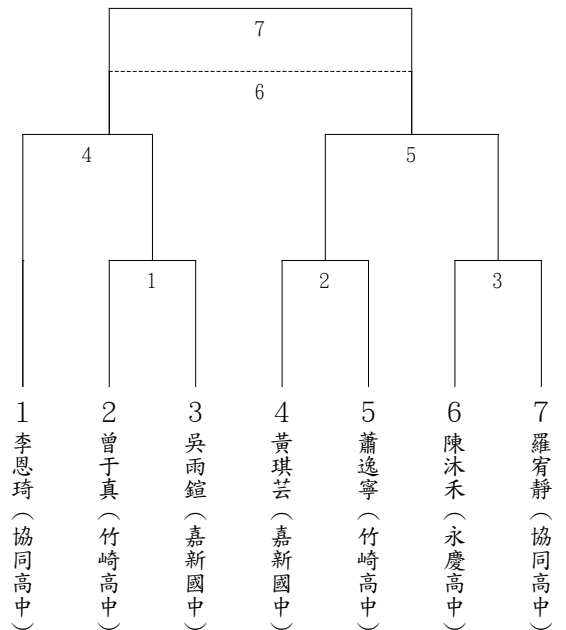 7
6
4
5
1
2
3
1 李恩琦(協同高中)
2 曾于真(竹崎高中)
3 吳雨鍹(嘉新國中)
4 黃琪芸(嘉新國中)
5 蕭逸寧(竹崎高中)
6 陳沐禾(永慶高中)
7 羅宥靜(協同高中)